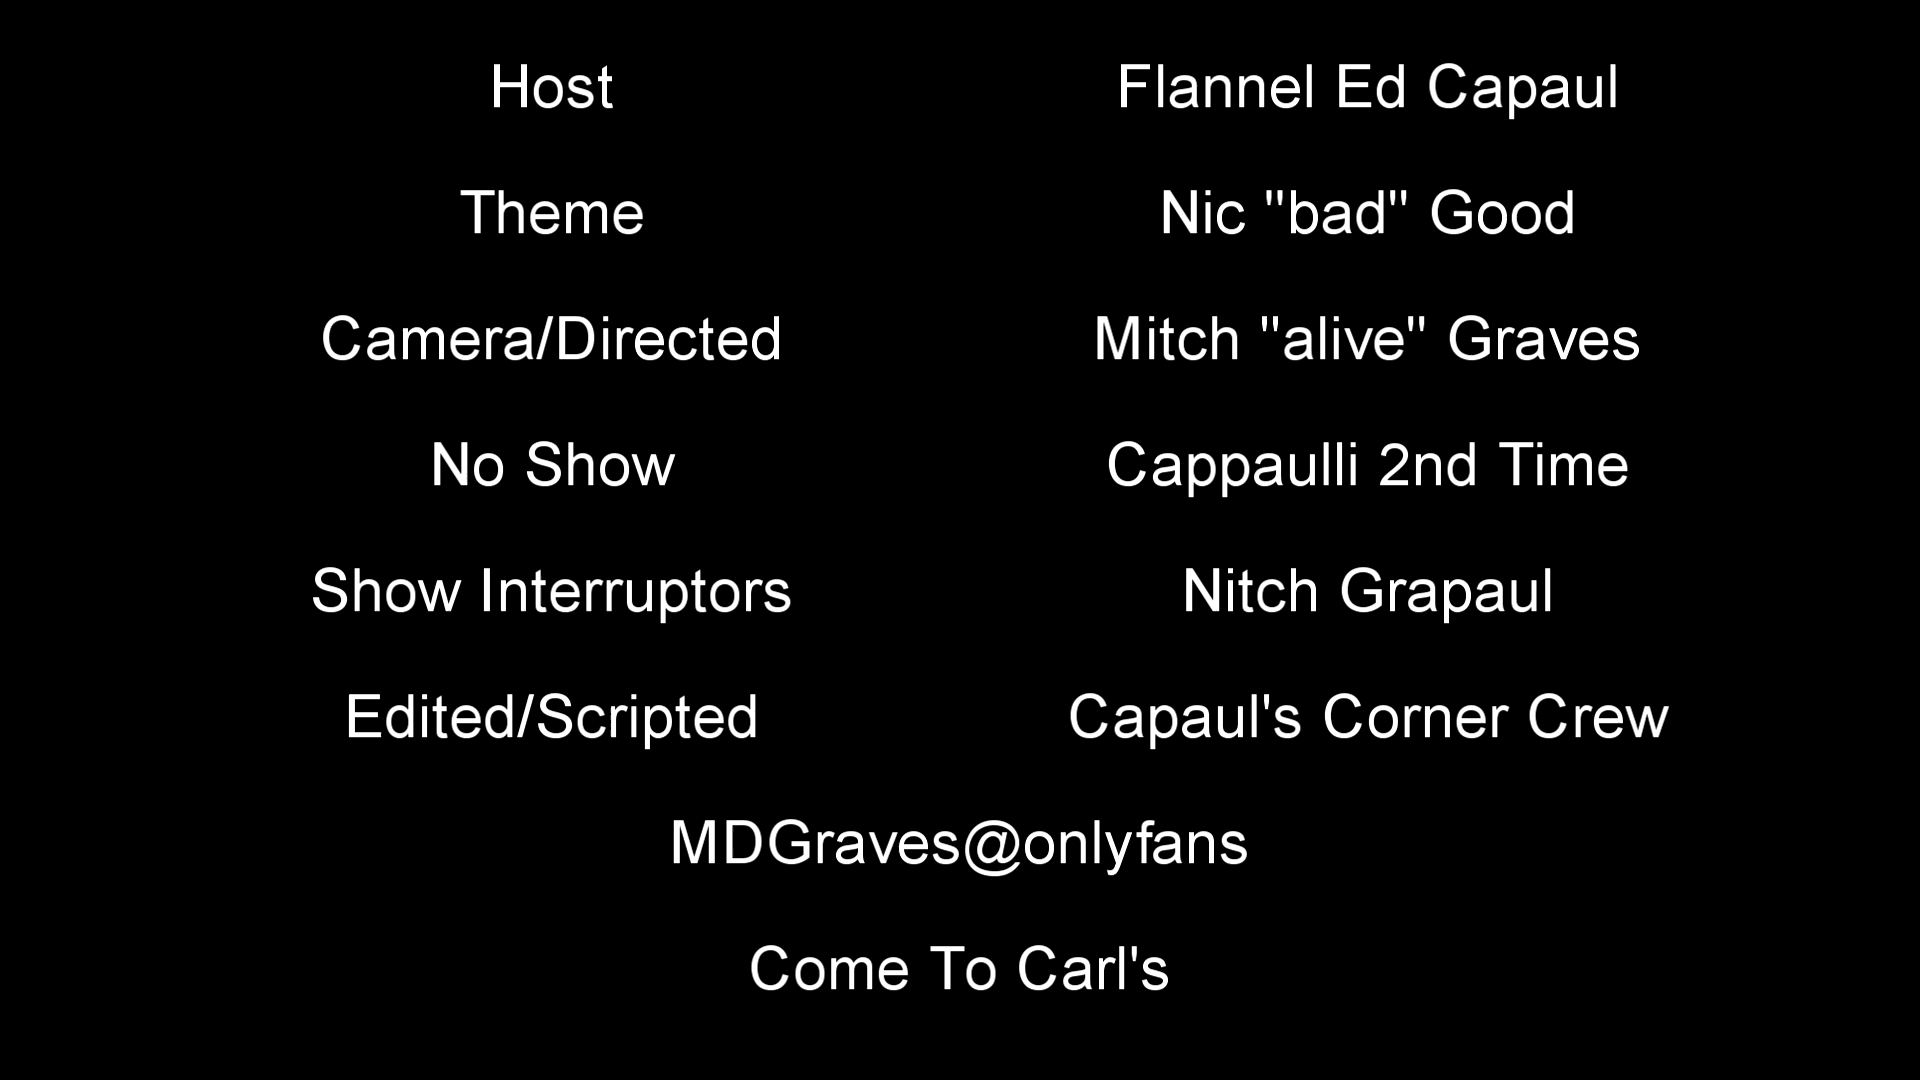 Host Flannel Ed Capaul
Theme Nic "bad" Good
Camera/Directed Mitch "alive" Graves
No Show Cappaulli 2nd Time
Show Interruptors Nitch Grapaul
Edited/Scripted Capaul's Corner Crew
MDGraves@onlyfans
Come To Carl's